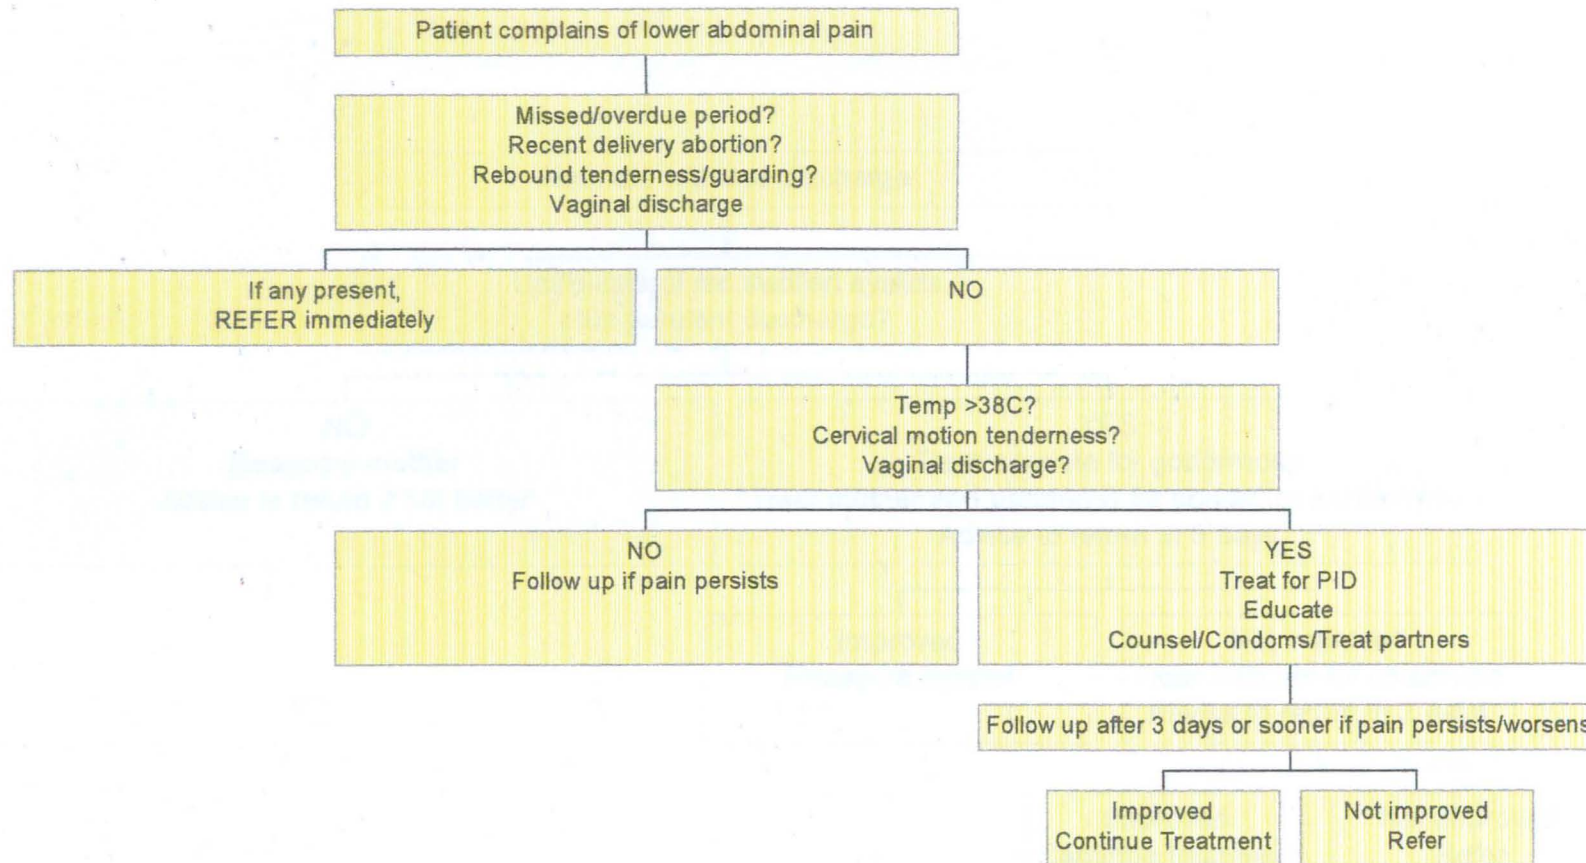 Patient complains of lower abdominal pain
Missed/overdue period?
Recent delivery abortion?
Rebound tenderness/guarding?
Vaginal discharge
If any present,
REFER immediately
NO
Temp >38C?
Cervical motion tenderness?
Vaginal discharge?
NO
Follow up if pain persists
YES
Treat for PID
Educate
Counsel/Condoms/Treat partners
Follow up after 3 days or sooner if pain persists/worsens
Improved
Continue Treatment
Not improved
Refer